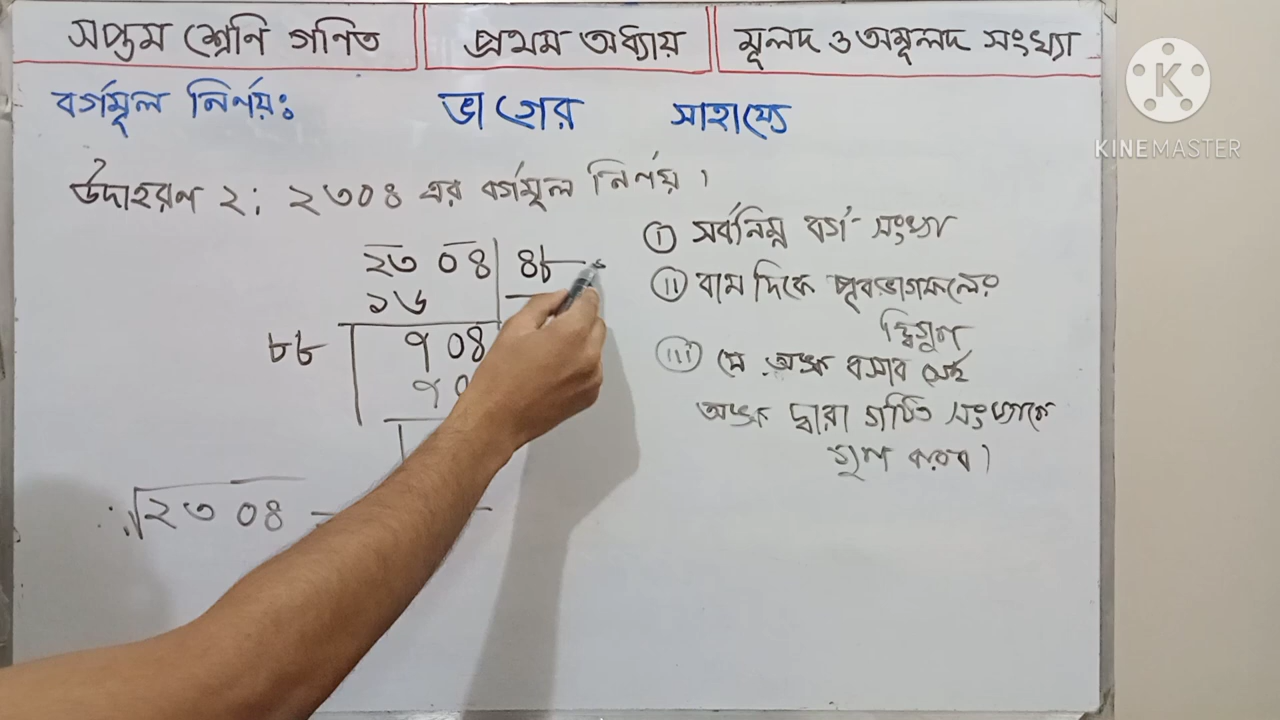 সপ্তম শ্রেনি গনিত
প্রথম অধ্যায়
মূলদ ও অমূলদ সংখ্যা
K
KINEMASTER
বর্গমূল নির্ণয়ঃ ভাগের সাহায্যে
উদাহরণ ২: ২৩০৪ এর বর্গমূল নির্ণয়।
২৩ ০৪ ৪৮
১৬
৮৮ ৭০৪
৭০
∴ √২৩০৪ =
i সর্বনিম্ন বর্গ সংখ্যা
ii বাম দিকে পূর্বভাগফলের
দ্বিগুণ
iii যে অঙ্ক বসাব সেই
অঙ্ক দ্বারা গঠিত সংখ্যাকে
গুণ করব।